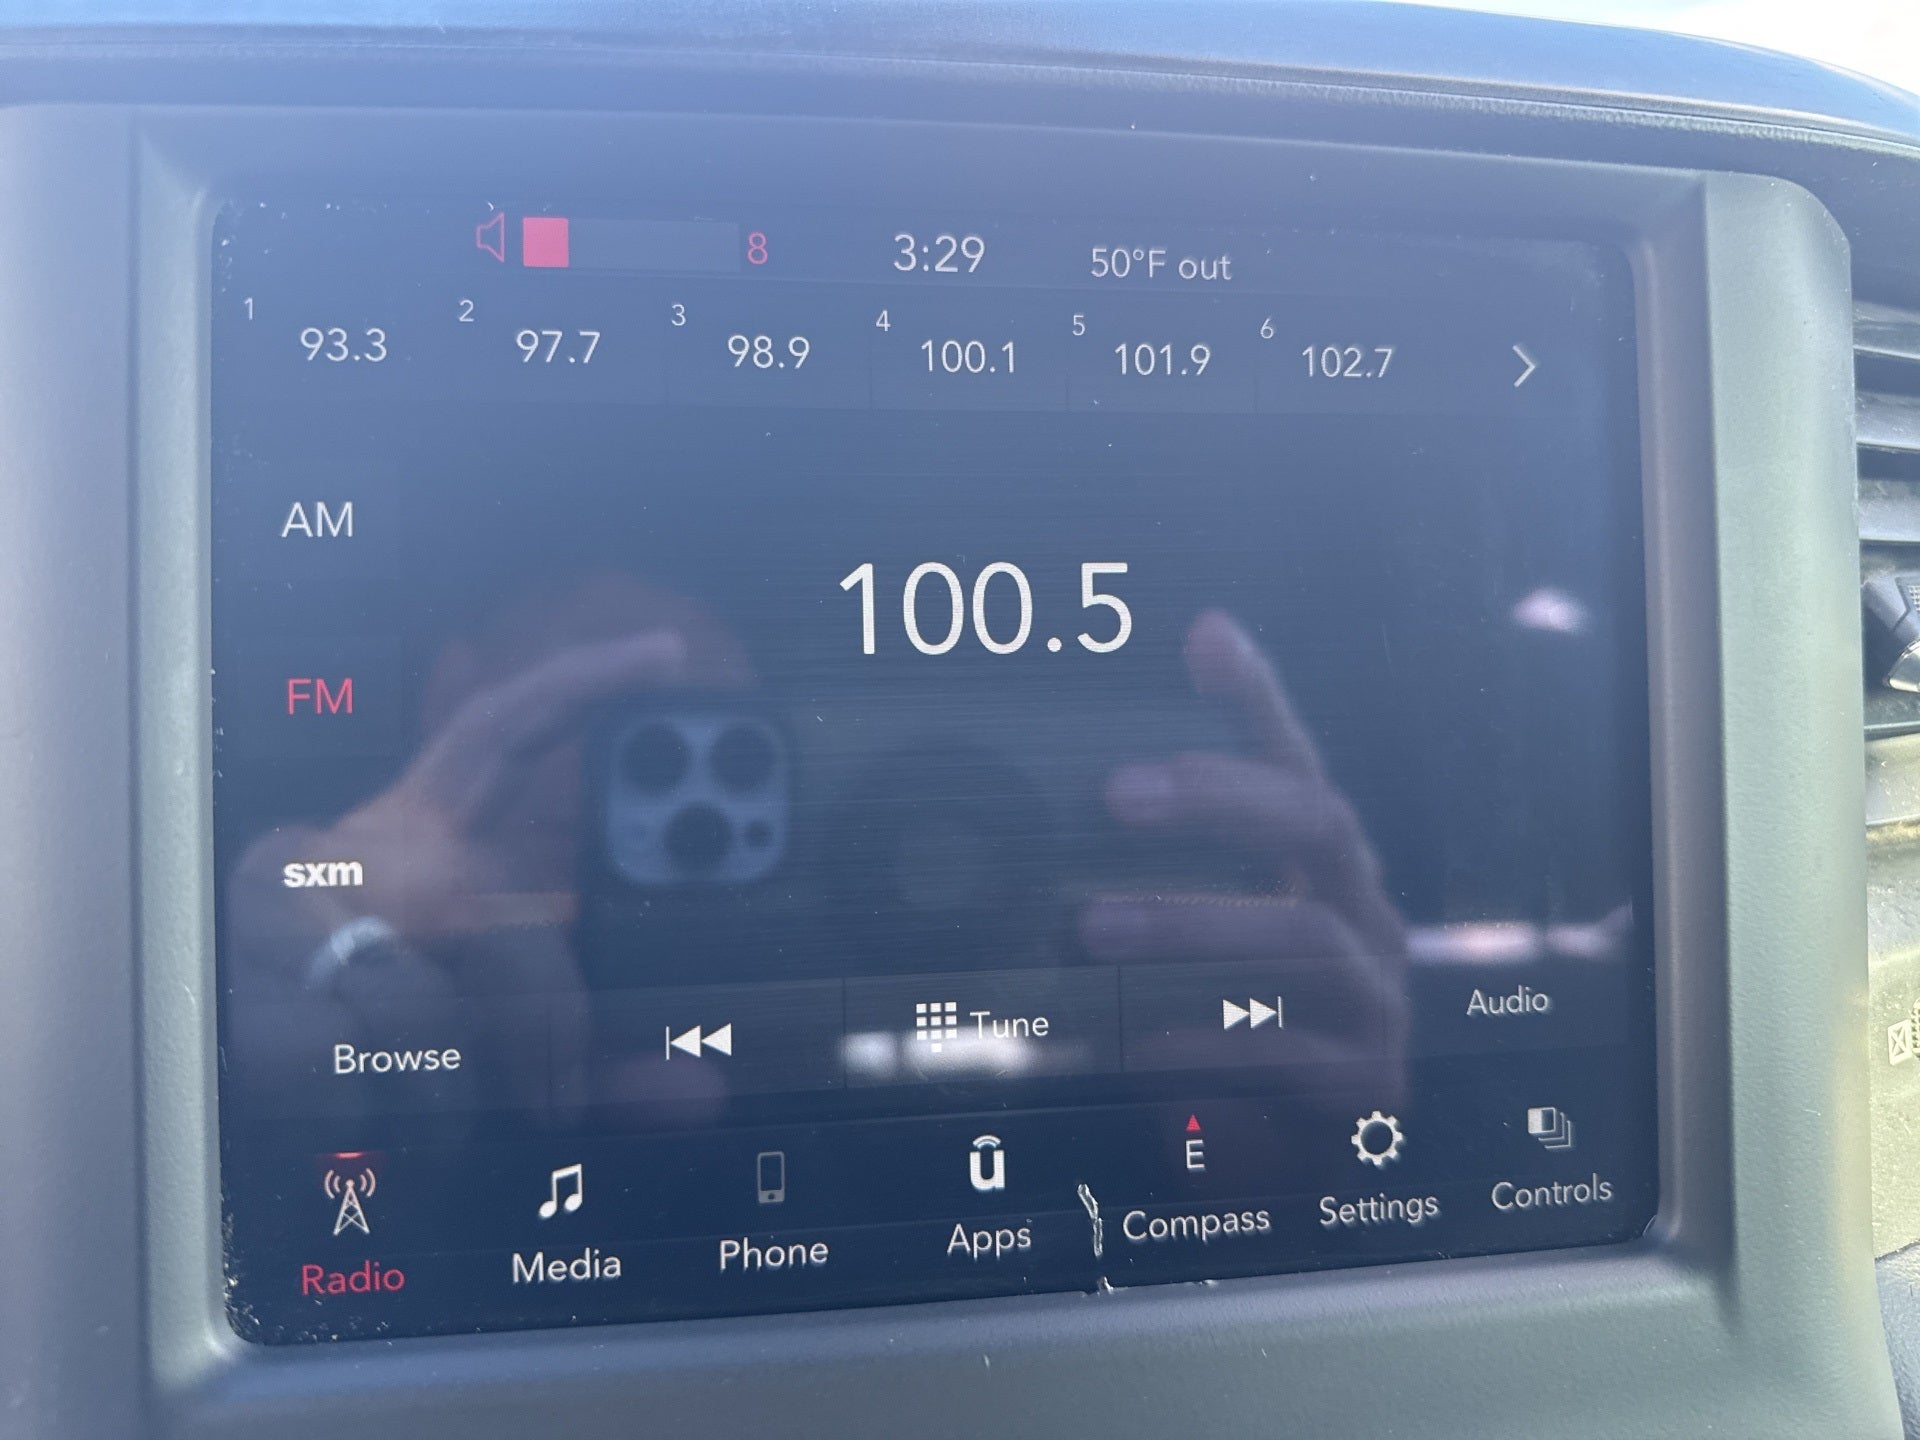 8 3:29 50°F out
1 93.3 2 97.7 3 98.9 4 100.1 5 101.9 6 102.7
AM
100.5
FM
sxm
Browse Tune Audio
E
Radio Media Phone Apps Compass Settings Controls